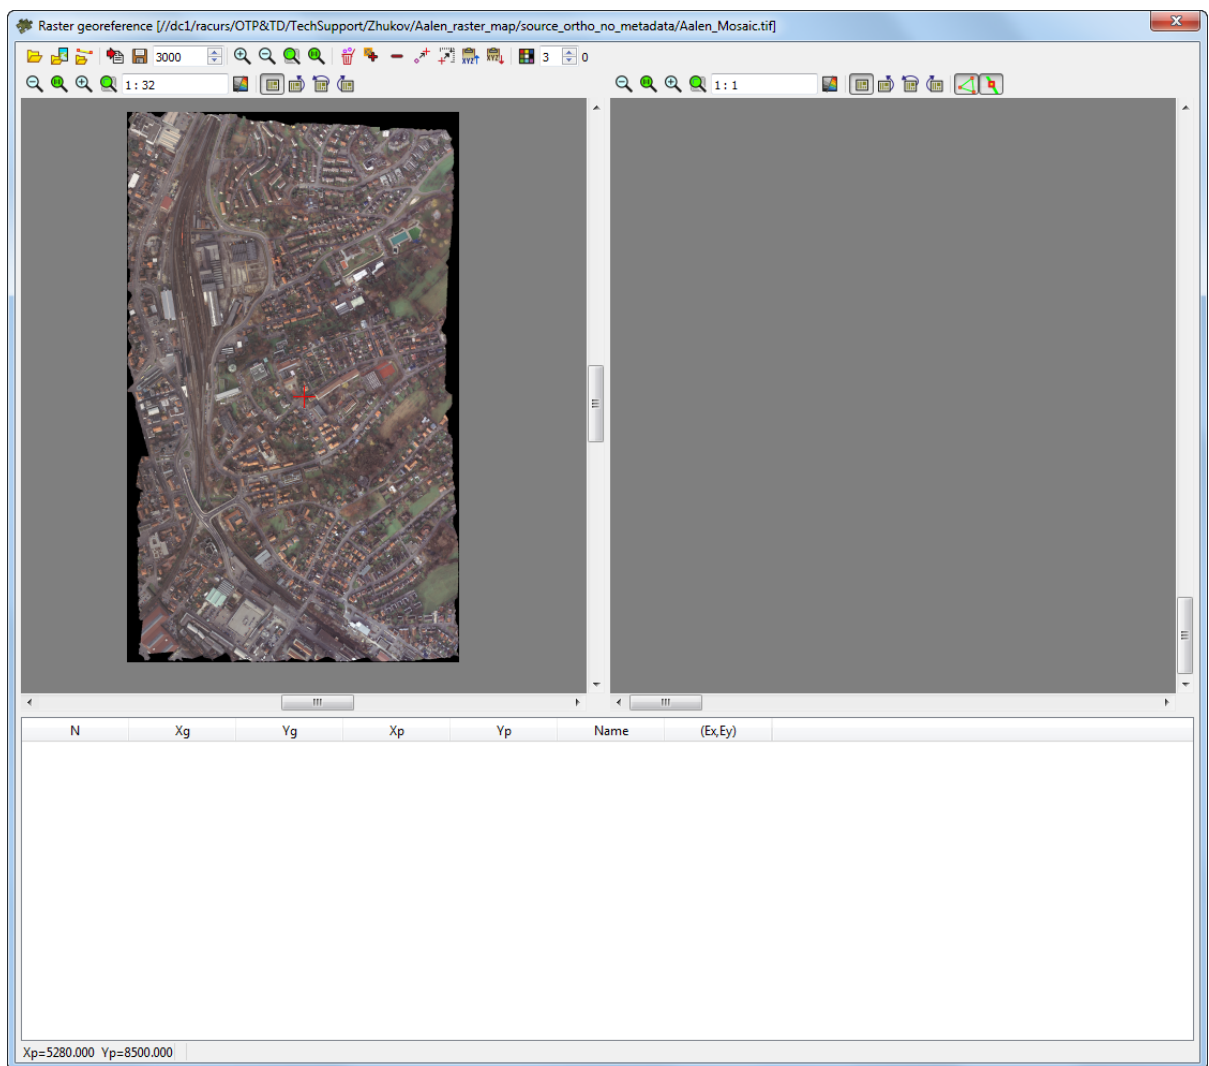 Raster georeference [//dc1/racurs/OTP&TD/TechSupport/Zhukov/Aalen_raster_map/source_ortho_no_metadata/Aalen_Mosaic.tif]
3000 3 0
1 : 32 1 : 1
N Xg Yg Xp Yp Name (Ex,Ey)
Xp=5280.000 Yp=8500.000